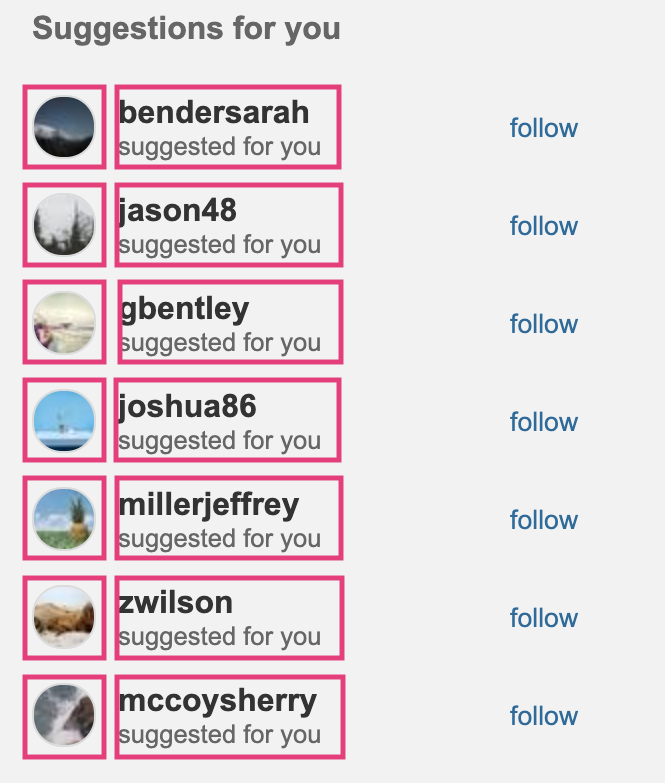 Suggestions for you
bendersarah
suggested for you
follow
jason48
suggested for you
follow
gbentley
suggested for you
follow
joshua86
suggested for you
follow
millerjeffrey
suggested for you
follow
zwilson
suggested for you
follow
mccoysherry
suggested for you
follow